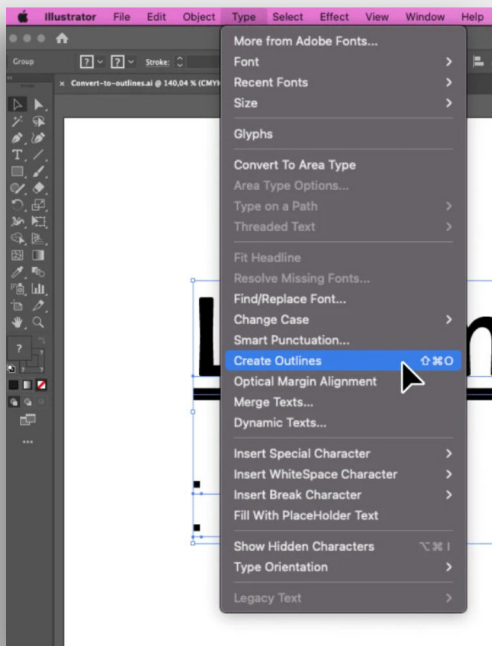 Illustrator File Edit Object Type Select Effect View Window Help
Group ? ? Stroke:
× Convert-to-outlines.ai @ 140,04 % (CMYK
More from Adobe Fonts...
Font >
Recent Fonts >
Size >
Glyphs
Convert To Area Type
Area Type Options...
Type on a Path >
Threaded Text >
Fit Headline
Resolve Missing Fonts...
Find/Replace Font...
Change Case >
Smart Punctuation...
Create Outlines ⇧⌘O
Optical Margin Alignment
Merge Texts...
Dynamic Texts...
Insert Special Character >
Insert WhiteSpace Character >
Insert Break Character >
Fill With PlaceHolder Text
Show Hidden Characters ⌥⌘I
Type Orientation >
Legacy Text >